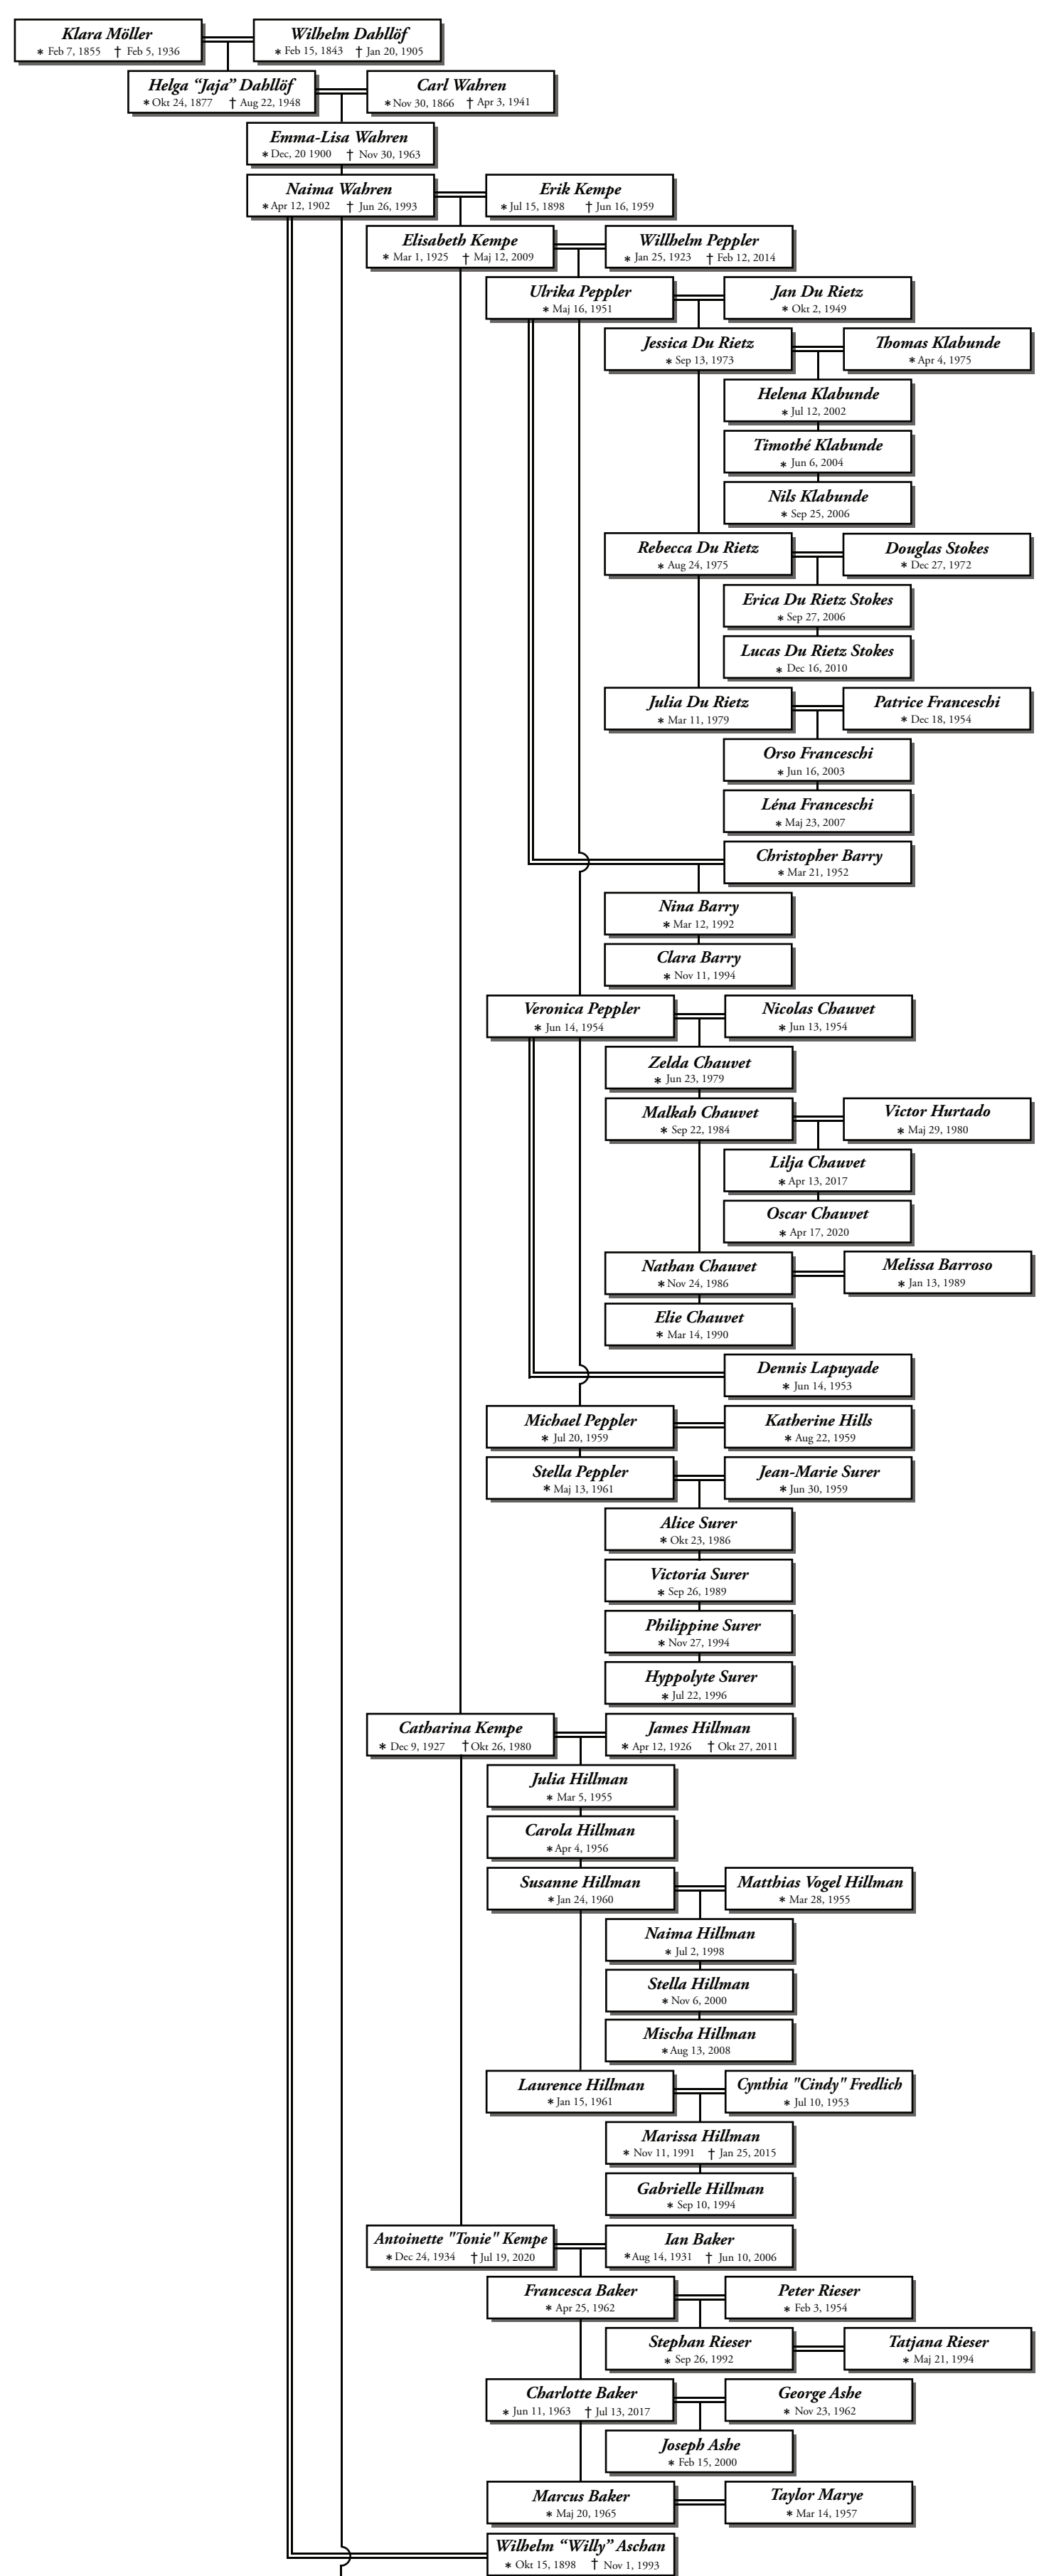 Klara Möller
* Feb 7, 1855 † Feb 5, 1936
Wilhelm Dahllöf
* Feb 15, 1843 † Jan 20, 1905
Helga “Jaja” Dahllöf
* Okt 24, 1877 † Aug 22, 1948
Carl Wahren
* Nov 30, 1866 † Apr 3, 1941
Emma-Lisa Wahren
* Dec, 20 1900 † Nov 30, 1963
Naima Wahren
* Apr 12, 1902 † Jun 26, 1993
Erik Kempe
* Jul 15, 1898 † Jun 16, 1959
Elisabeth Kempe
* Mar 1, 1925 † Maj 12, 2009
Willhelm Peppler
* Jan 25, 1923 † Feb 12, 2014
Ulrika Peppler
* Maj 16, 1951
Jan Du Rietz
* Okt 2, 1949
Jessica Du Rietz
* Sep 13, 1973
Thomas Klabunde
* Apr 4, 1975
Helena Klabunde
* Jul 12, 2002
Timothé Klabunde
* Jun 6, 2004
Nils Klabunde
* Sep 25, 2006
Rebecca Du Rietz
* Aug 24, 1975
Douglas Stokes
* Dec 27, 1972
Erica Du Rietz Stokes
* Sep 27, 2006
Lucas Du Rietz Stokes
* Dec 16, 2010
Julia Du Rietz
* Mar 11, 1979
Patrice Franceschi
* Dec 18, 1954
Orso Franceschi
* Jun 16, 2003
Léna Franceschi
* Maj 23, 2007
Christopher Barry
* Mar 21, 1952
Nina Barry
* Mar 12, 1992
Clara Barry
* Nov 11, 1994
Veronica Peppler
* Jun 14, 1954
Nicolas Chauvet
* Jun 13, 1954
Zelda Chauvet
* Jun 23, 1979
Malkah Chauvet
* Sep 22, 1984
Victor Hurtado
* Maj 29, 1980
Lilja Chauvet
* Apr 13, 2017
Oscar Chauvet
* Apr 17, 2020
Nathan Chauvet
* Nov 24, 1986
Melissa Barroso
* Jan 13, 1989
Elie Chauvet
* Mar 14, 1990
Dennis Lapuyade
* Jun 14, 1953
Michael Peppler
* Jul 20, 1959
Katherine Hills
* Aug 22, 1959
Stella Peppler
* Maj 13, 1961
Jean-Marie Surer
* Jun 30, 1959
Alice Surer
* Okt 23, 1986
Victoria Surer
* Sep 26, 1989
Philippine Surer
* Nov 27, 1994
Hyppolyte Surer
* Jul 22, 1996
Catharina Kempe
* Dec 9, 1927 † Okt 26, 1980
James Hillman
* Apr 12, 1926 † Okt 27, 2011
Julia Hillman
* Mar 5, 1955
Carola Hillman
* Apr 4, 1956
Susanne Hillman
* Jan 24, 1960
Matthias Vogel Hillman
* Mar 28, 1955
Naima Hillman
* Jul 2, 1998
Stella Hillman
* Nov 6, 2000
Mischa Hillman
* Aug 13, 2008
Laurence Hillman
* Jan 15, 1961
Cynthia "Cindy" Fredlich
* Jul 10, 1953
Marissa Hillman
* Nov 11, 1991 † Jan 25, 2015
Gabrielle Hillman
* Sep 10, 1994
Antoinette "Tonie" Kempe
* Dec 24, 1934 † Jul 19, 2020
Ian Baker
* Aug 14, 1931 † Jun 10, 2006
Francesca Baker
* Apr 25, 1962
Peter Rieser
* Feb 3, 1954
Stephan Rieser
* Sep 26, 1992
Tatjana Rieser
* Maj 21, 1994
Charlotte Baker
* Jun 11, 1963 † Jul 13, 2017
George Ashe
* Nov 23, 1962
Joseph Ashe
* Feb 15, 2000
Marcus Baker
* Maj 20, 1965
Taylor Marye
* Mar 14, 1957
Wilhelm “Willy” Aschan
* Okt 15, 1898 † Nov 1, 1993